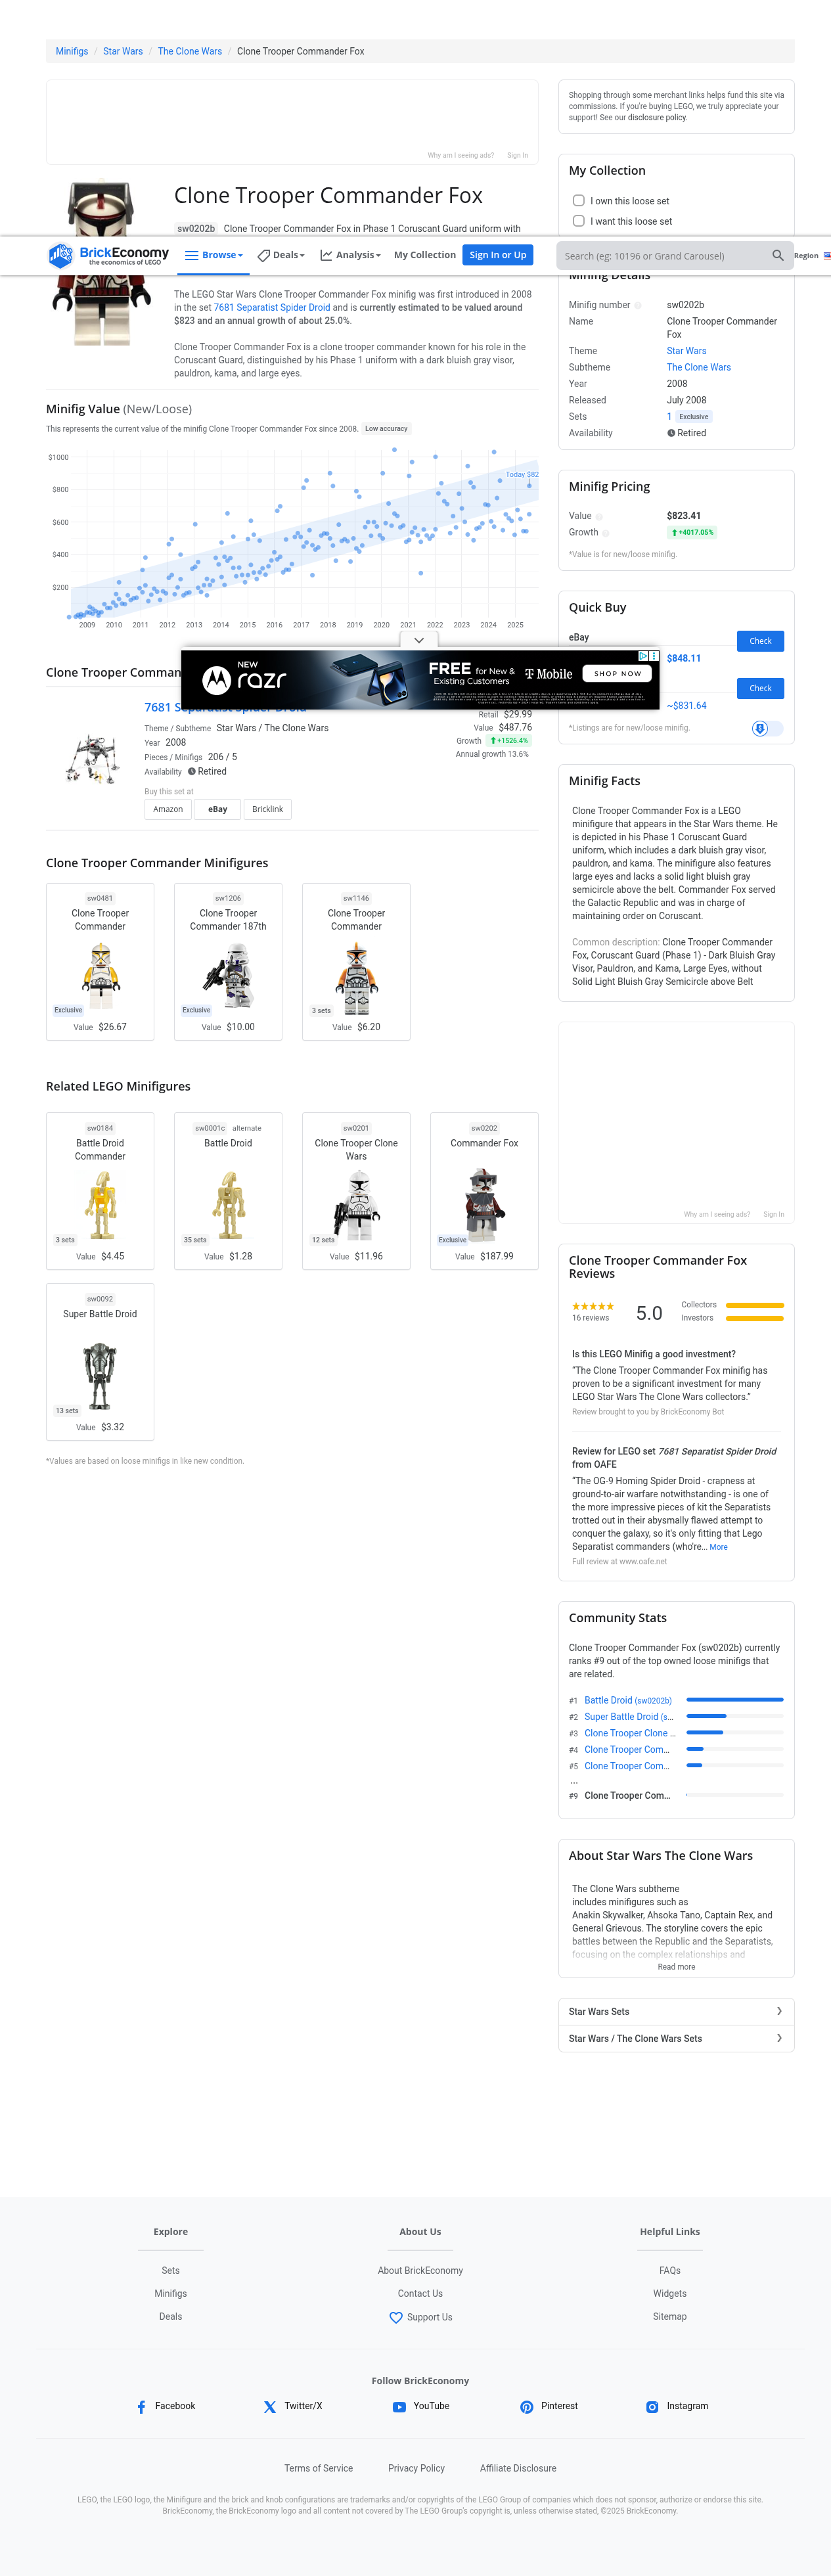 Minifigs / Star Wars / The Clone Wars / Clone Trooper Commander Fox
Why am I seeing ads? Sign In
Clone Trooper Commander Fox
sw0202b Clone Trooper Commander Fox in Phase 1 Coruscant Guard uniform with
BrickEconomy
the economics of LEGO
Browse
Deals
Analysis
My Collection
Sign In or Up
Search (eg: 10196 or Grand Carousel)
Region
The LEGO Star Wars Clone Trooper Commander Fox minifig was first introduced in 2008
in the set 7681 Separatist Spider Droid and is currently estimated to be valued around
$823 and an annual growth of about 25.0%.
Clone Trooper Commander Fox is a clone trooper commander known for his role in the
Coruscant Guard, distinguished by his Phase 1 uniform with a dark bluish gray visor,
pauldron, kama, and large eyes.
Minifig Value (New/Loose)
This represents the current value of the minifig Clone Trooper Commander Fox since 2008. Low accuracy
$1000
$800
$600
$400
$200
Today $82
2009 2010 2011 2012 2013 2014 2015 2016 2017 2018 2019 2020 2021 2022 2023 2024 2025
Clone Trooper Comman
NEW
motorola razr
FREE for New &
Existing Customers
T Mobile
SHOP NOW
7681 Separatist Spider Droid
Theme / Subtheme Star Wars / The Clone Wars
Year 2008
Pieces / Minifigs 206 / 5
Availability Retired
Retail $29.99
Value $487.76
Growth +1526.4%
Annual growth 13.6%
Buy this set at
Amazon eBay Bricklink
Clone Trooper Commander Minifigures
sw0481
Clone Trooper
Commander
Exclusive
Value $26.67
sw1206
Clone Trooper
Commander 187th
Exclusive
Value $10.00
sw1146
Clone Trooper
Commander
3 sets
Value $6.20
Related LEGO Minifigures
sw0184
Battle Droid
Commander
3 sets
Value $4.45
sw0001c alternate
Battle Droid
35 sets
Value $1.28
sw0201
Clone Trooper Clone
Wars
12 sets
Value $11.96
sw0202
Commander Fox
Exclusive
Value $187.99
sw0092
Super Battle Droid
13 sets
Value $3.32
*Values are based on loose minifigs in like new condition.
Shopping through some merchant links helps fund this site via
commissions. If you're buying LEGO, we truly appreciate your
support! See our disclosure policy.
My Collection
I own this loose set
I want this loose set
Minifig Details
Minifig number sw0202b
Name Clone Trooper Commander
Fox
Theme Star Wars
Subtheme The Clone Wars
Year 2008
Released July 2008
Sets 1 Exclusive
Availability Retired
Minifig Pricing
Value $823.41
Growth +4017.05%
*Value is for new/loose minifig.
Quick Buy
eBay
Check
$848.11
Check
~$831.64
*Listings are for new/loose minifig.
Minifig Facts
Clone Trooper Commander Fox is a LEGO
minifigure that appears in the Star Wars theme. He
is depicted in his Phase 1 Coruscant Guard
uniform, which includes a dark bluish gray visor,
pauldron, and kama. The minifigure also features
large eyes and lacks a solid light bluish gray
semicircle above the belt. Commander Fox served
the Galactic Republic and was in charge of
maintaining order on Coruscant.
Common description: Clone Trooper Commander
Fox, Coruscant Guard (Phase 1) - Dark Bluish Gray
Visor, Pauldron, and Kama, Large Eyes, without
Solid Light Bluish Gray Semicircle above Belt
Why am I seeing ads? Sign In
Clone Trooper Commander Fox
Reviews
16 reviews
5.0
Collectors
Investors
Is this LEGO Minifig a good investment?
“The Clone Trooper Commander Fox minifig has
proven to be a significant investment for many
LEGO Star Wars The Clone Wars collectors.”
Review brought to you by BrickEconomy Bot
Review for LEGO set 7681 Separatist Spider Droid
from OAFE
“The OG-9 Homing Spider Droid - crapness at
ground-to-air warfare notwithstanding - is one of
the more impressive pieces of kit the Separatists
trotted out in their abysmally flawed attempt to
conquer the galaxy, so it's only fitting that Lego
Separatist commanders (who're... More
Full review at www.oafe.net
Community Stats
Clone Trooper Commander Fox (sw0202b) currently
ranks #9 out of the top owned loose minifigs that
are related.
#1 Battle Droid (sw0202b)
#2 Super Battle Droid (s...
#3 Clone Trooper Clone ...
#4 Clone Trooper Com...
#5 Clone Trooper Com...
...
#9 Clone Trooper Com...
About Star Wars The Clone Wars
The Clone Wars subtheme
includes minifigures such as
Anakin Skywalker, Ahsoka Tano, Captain Rex, and
General Grievous. The storyline covers the epic
battles between the Republic and the Separatists,
focusing on the complex relationships and
Read more
Star Wars Sets
Star Wars / The Clone Wars Sets
Explore
Sets
Minifigs
Deals
About Us
About BrickEconomy
Contact Us
Support Us
Helpful Links
FAQs
Widgets
Sitemap
Follow BrickEconomy
Facebook Twitter/X YouTube Pinterest Instagram
Terms of Service Privacy Policy Affiliate Disclosure
LEGO, the LEGO logo, the Minifigure and the brick and knob configurations are trademarks and/or copyrights of the LEGO Group of companies which does not sponsor, authorize or endorse this site.
BrickEconomy, the BrickEconomy logo and all content not covered by The LEGO Group's copyright is, unless otherwise stated, ©2025 BrickEconomy.